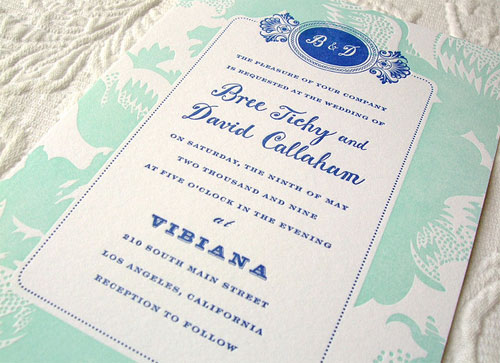 B & D
THE PLEASURE OF YOUR COMPANY
IS REQUESTED AT THE WEDDING OF
Bree Tichy and
David Callaham
ON SATURDAY, THE NINTH OF MAY
TWO THOUSAND AND NINE
AT FIVE O'CLOCK IN THE EVENING
at
VIBIANA
210 SOUTH MAIN STREET
LOS ANGELES, CALIFORNIA
RECEPTION TO FOLLOW